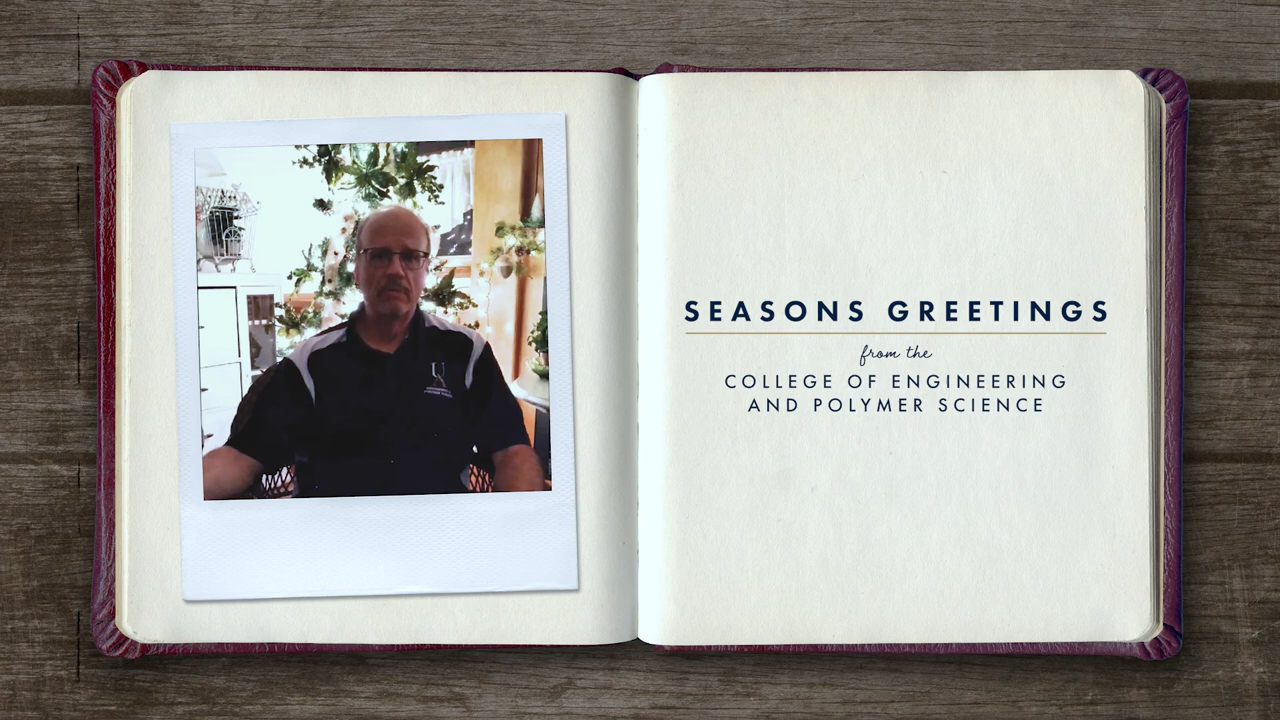 SEASONS GREETINGS
from the
COLLEGE OF ENGINEERING
AND POLYMER SCIENCE